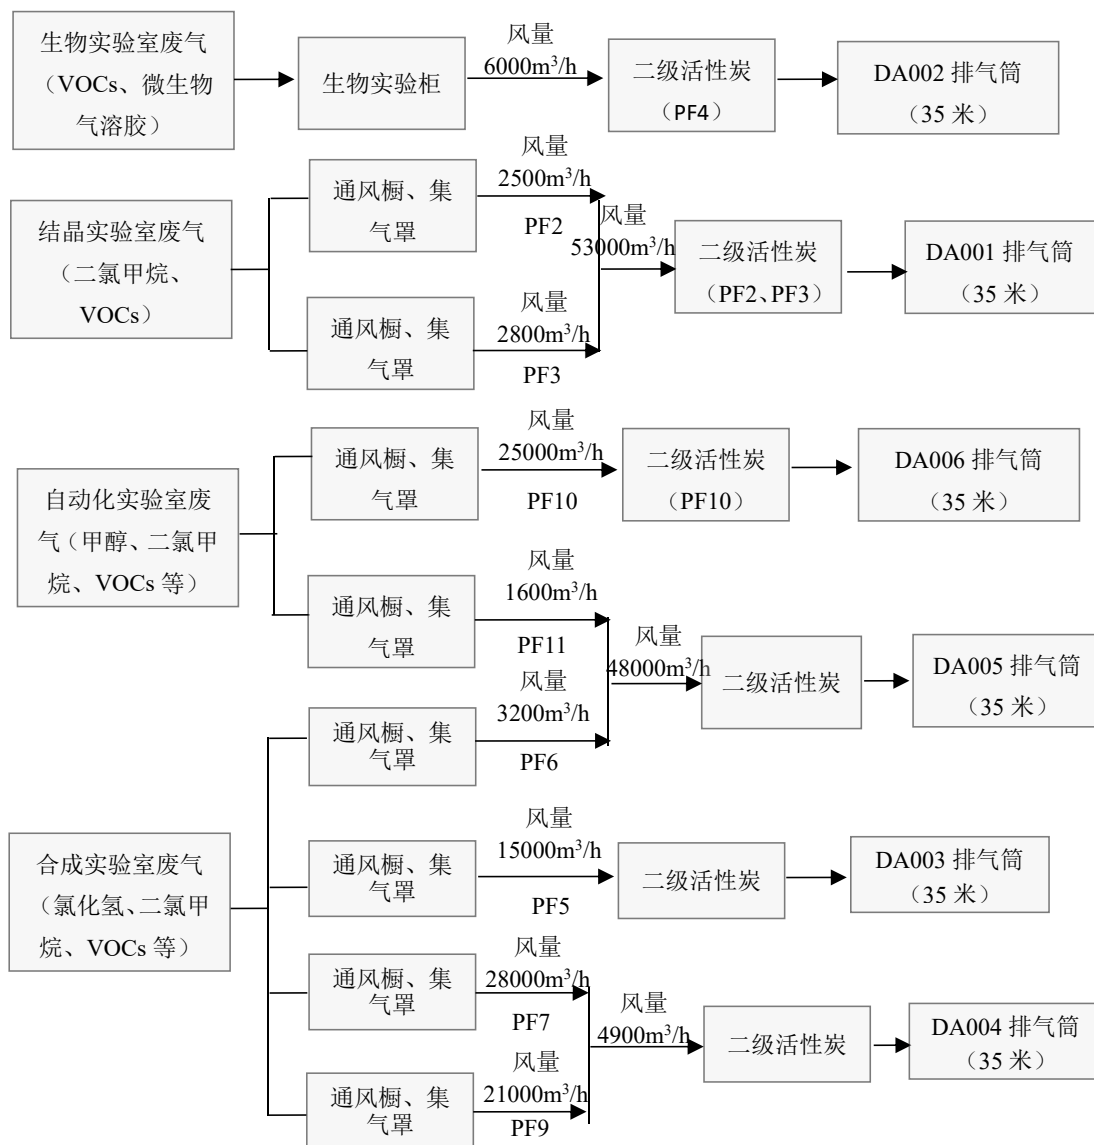 生物实验室废气
（VOCs、微生物
气溶胶）
生物实验柜
风量
6000m³/h
二级活性炭
（PF4）
DA002 排气筒
（35 米）
结晶实验室废气
（二氯甲烷、
VOCs）
通风橱、集
气罩
风量
2500m³/h
PF2
通风橱、集
气罩
风量
2800m³/h
PF3
风量
53000m³/h
二级活性炭
（PF2、PF3）
DA001 排气筒
（35 米）
自动化实验室废
气（甲醇、二氯甲
烷、VOCs 等）
通风橱、集
气罩
风量
25000m³/h
PF10
二级活性炭
（PF10）
DA006 排气筒
（35 米）
通风橱、集
气罩
风量
1600m³/h
PF11
合成实验室废气
（氯化氢、二氯甲
烷、VOCs 等）
通风橱、集
气罩
风量
3200m³/h
PF6
风量
48000m³/h
二级活性炭
DA005 排气筒
（35 米）
通风橱、集
气罩
风量
15000m³/h
PF5
二级活性炭
DA003 排气筒
（35 米）
通风橱、集
气罩
风量
28000m³/h
PF7
通风橱、集
气罩
风量
21000m³/h
PF9
风量
4900m³/h
二级活性炭
DA004 排气筒
（35 米）